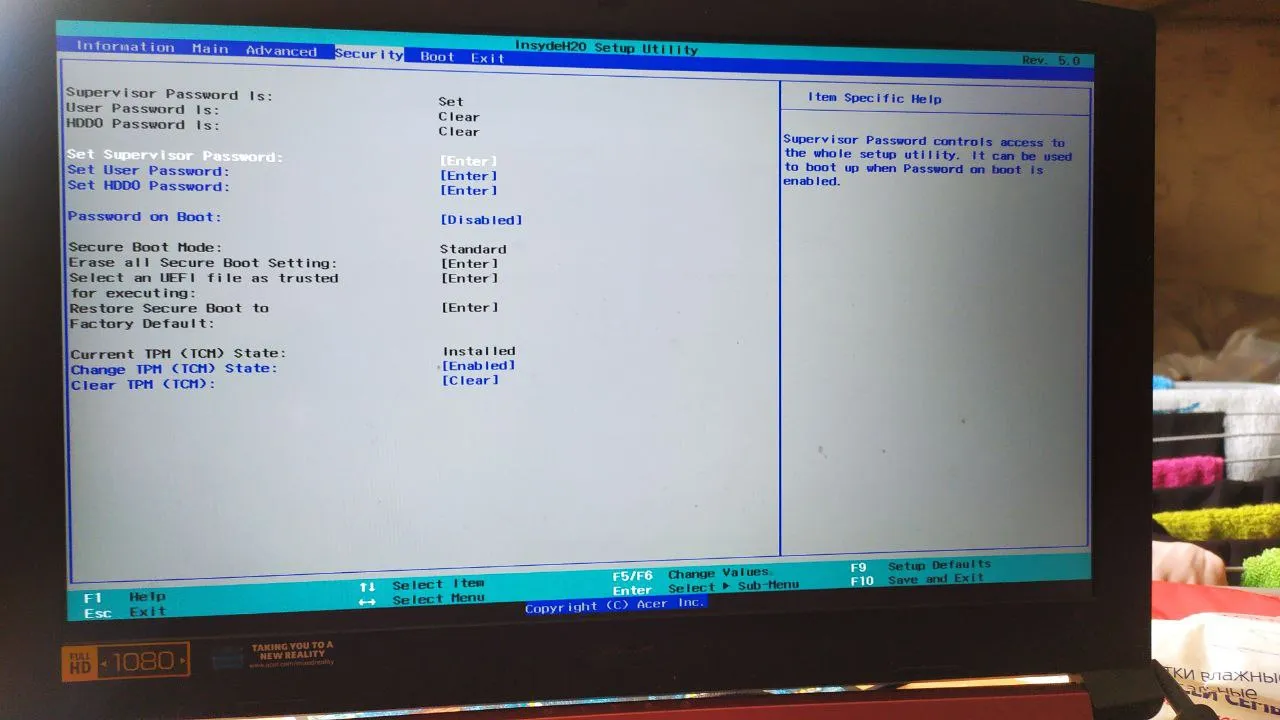 InsydeH20 Setup Utility
Rev. 5.0
Information Main Advanced Security Boot Exit
Supervisor Password Is: Set
User Password Is: Clear
HDD0 Password Is: Clear
Set Supervisor Password: [Enter]
Set User Password: [Enter]
Set HDD0 Password: [Enter]
Password on Boot: [Disabled]
Secure Boot Mode: Standard
Erase all Secure Boot Setting: [Enter]
Select an UEFI file as trusted [Enter]
for executing:
Restore Secure Boot to [Enter]
Factory Default:
Current TPM (TCM) State: Installed
Change TPM (TCM) State: [Enabled]
Clear TPM (TCM): [Clear]
Item Specific Help
Supervisor Password controls access to
the whole setup utility. It can be used
to boot up when Password on boot is
enabled.
F1 Help ↑↓ Select Item F5/F6 Change Values. F9 Setup Defaults
Esc Exit ↔ Select Menu Enter Select ▶ Sub-Menu F10 Save and Exit
Copyright (C) Acer Inc.
FULL HD 1080
TAKING YOU TO A
NEW REALITY
www.acer.com/mixedreality